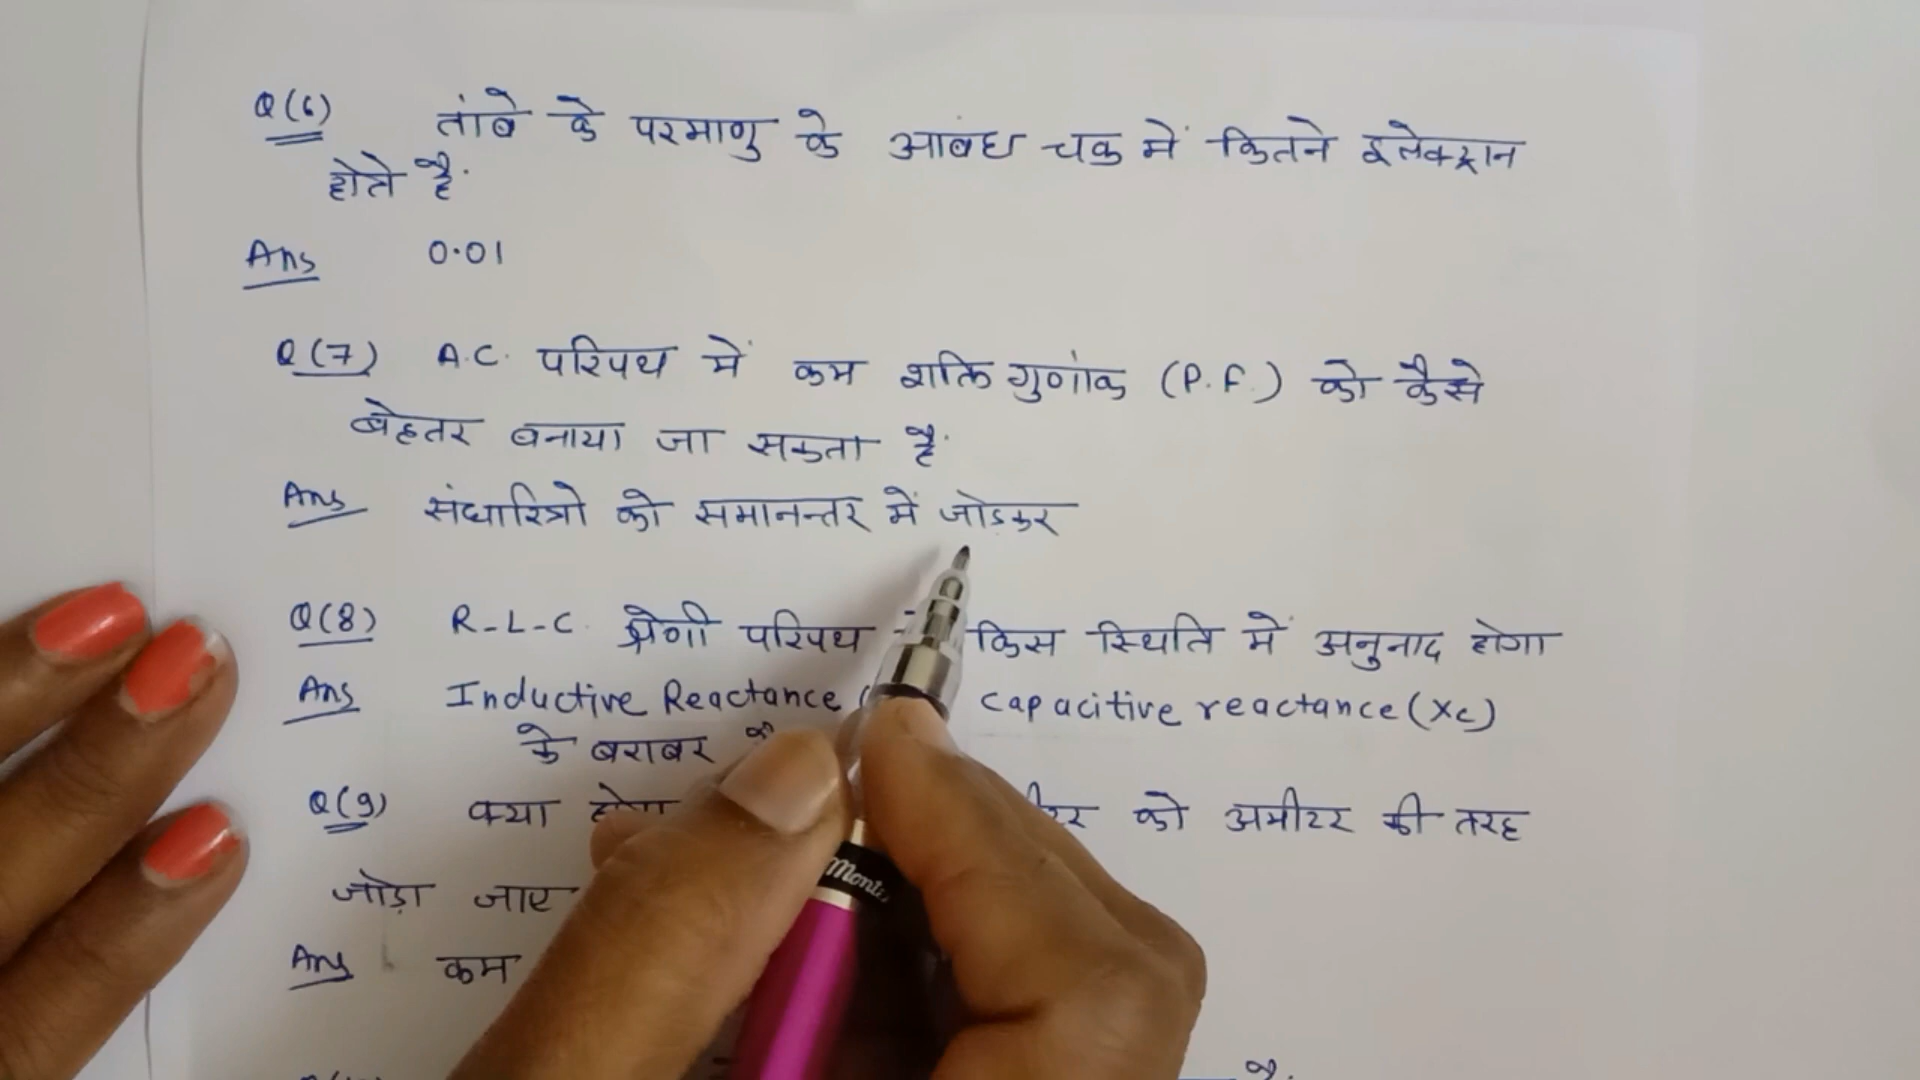 Q(6) तांबे के परमाणु के आबंध चक्र में कितने इलेक्ट्रान
होते है.
Ans 0.01
Q(7) A.C. परिपथ में कम शक्ति गुणांक (P.F.) को कैसे
बेहतर बनाया जा सकता है.
Ans संधारित्रो को समानन्तर में जोडकर
Q(8) R-L-C. श्रेणी परिपथ किस स्थिति में अनुनाद होगा
Ans Inductive Reactance ( capacitive reactance (Xc)
के बराबर
Q(9) क्या होगा को अमीटर की तरह
जोड़ा जाए
Ans कम
Mont